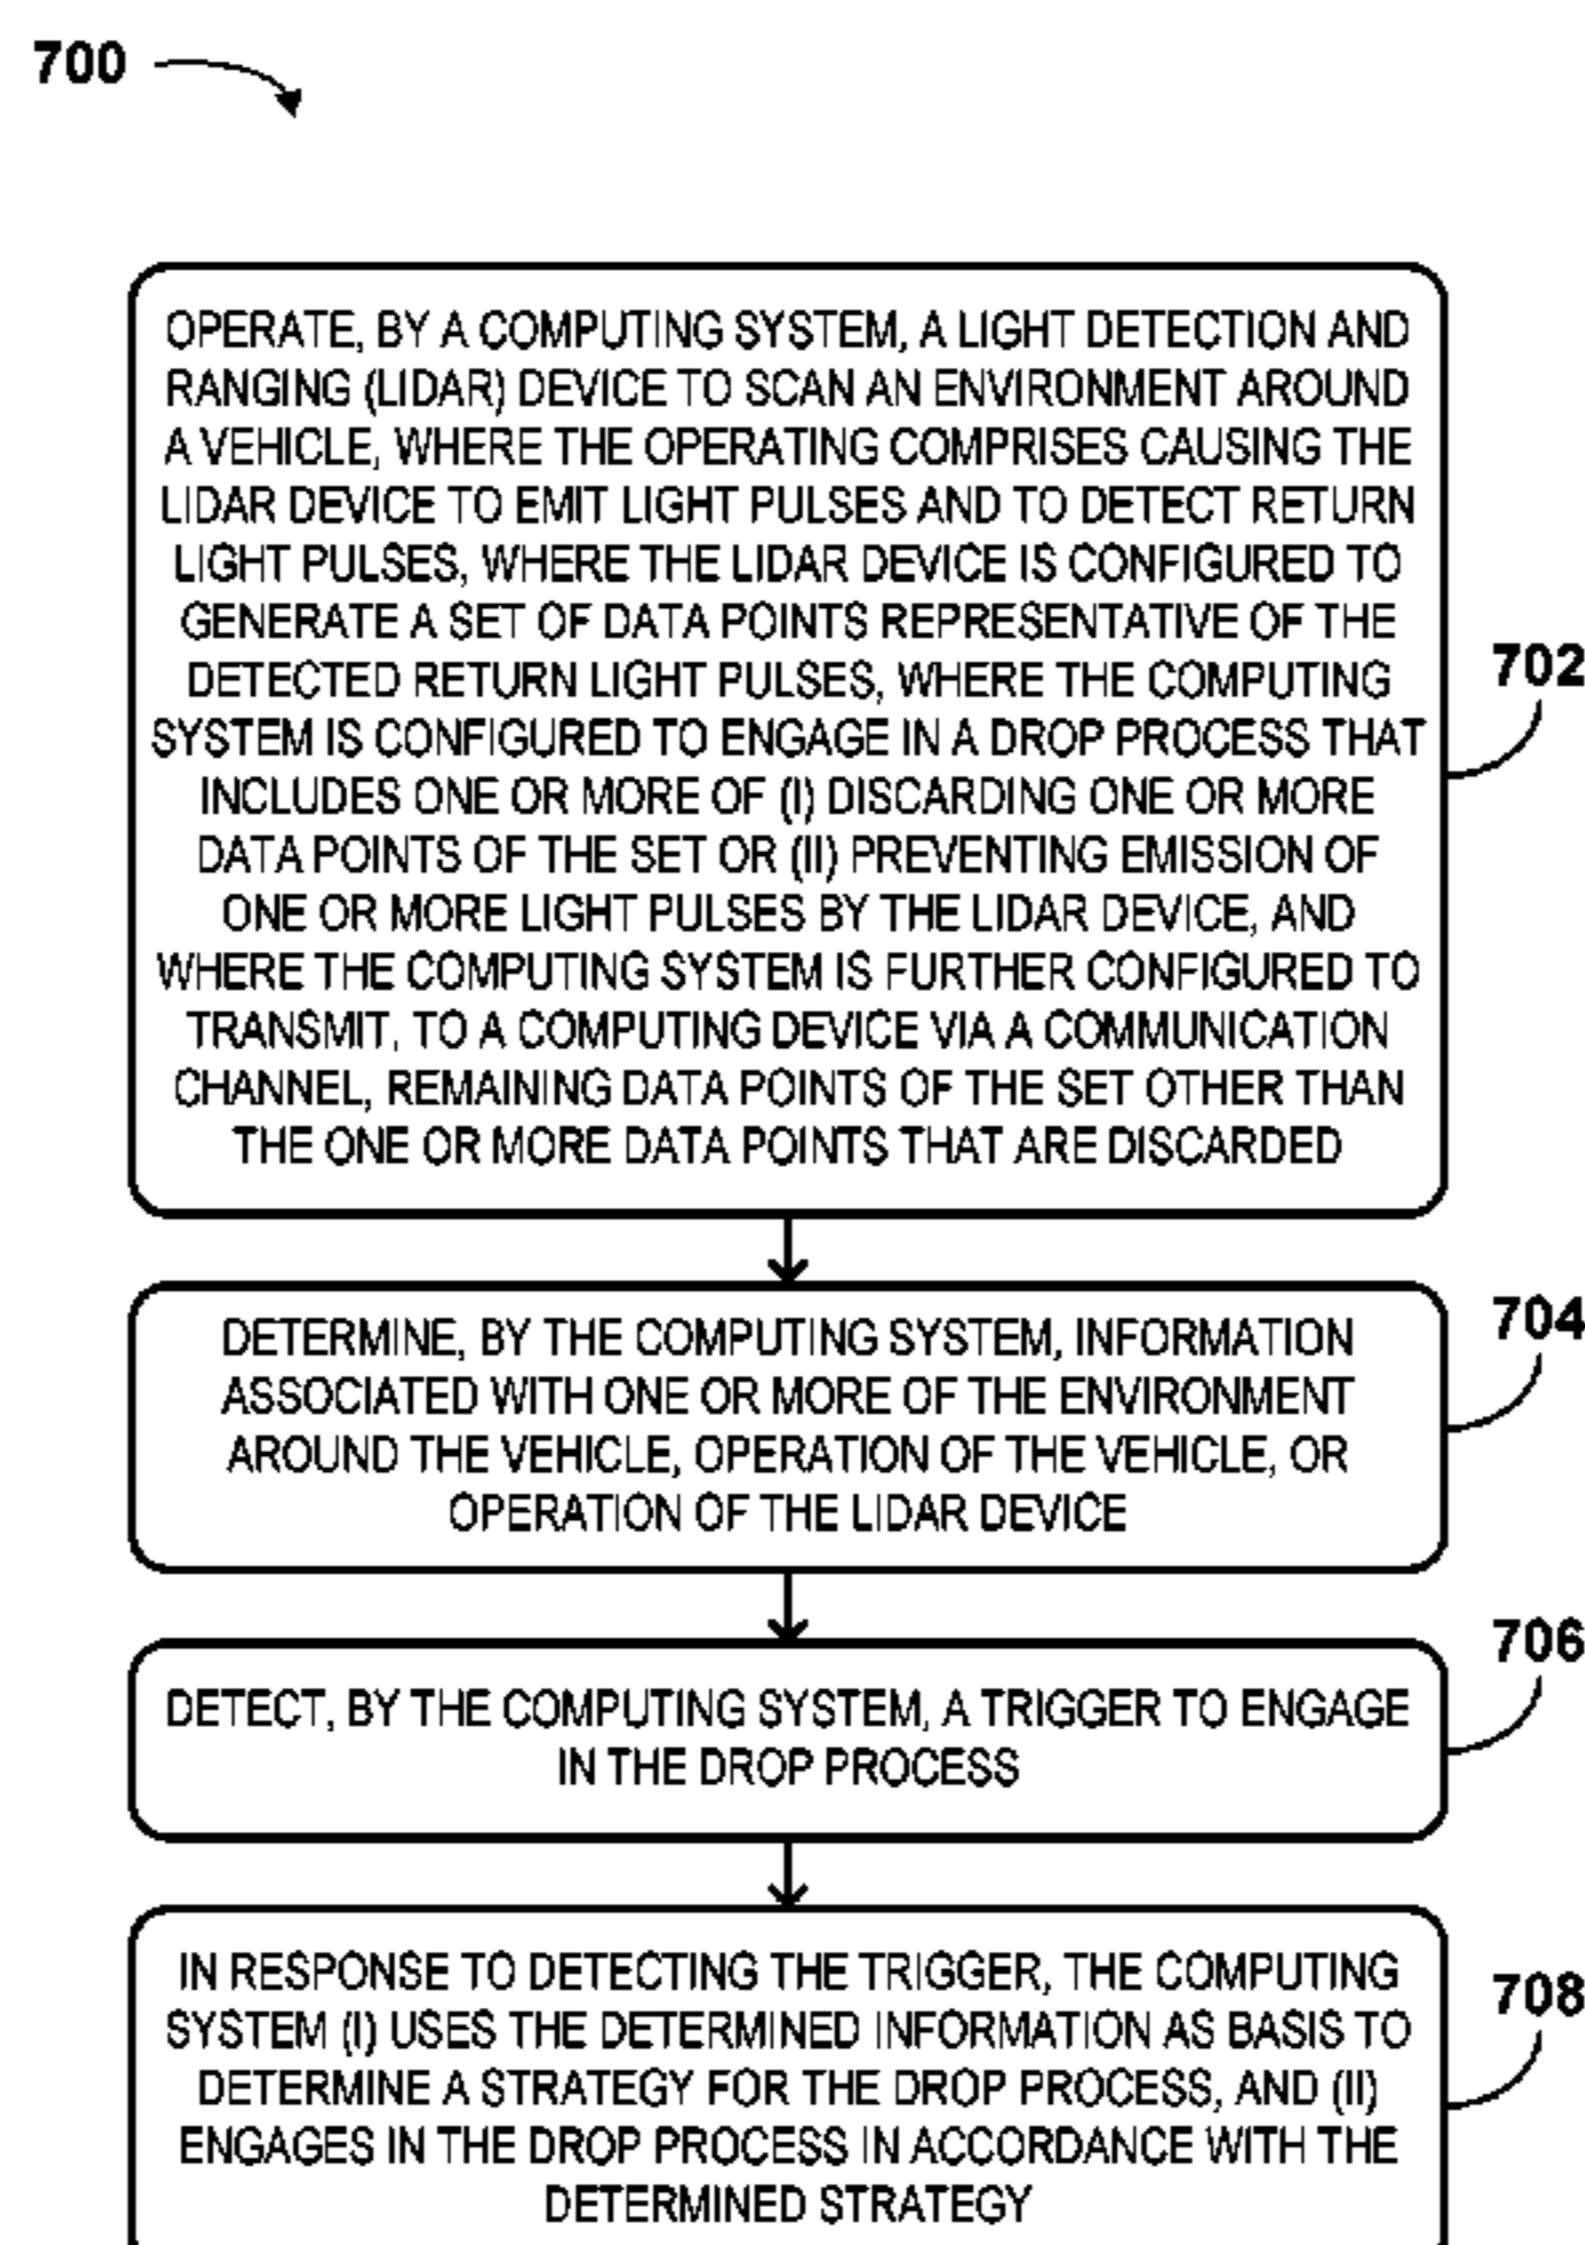 700
OPERATE, BY A COMPUTING SYSTEM, A LIGHT DETECTION AND
RANGING (LIDAR) DEVICE TO SCAN AN ENVIRONMENT AROUND
A VEHICLE, WHERE THE OPERATING COMPRISES CAUSING THE
LIDAR DEVICE TO EMIT LIGHT PULSES AND TO DETECT RETURN
LIGHT PULSES, WHERE THE LIDAR DEVICE IS CONFIGURED TO
GENERATE A SET OF DATA POINTS REPRESENTATIVE OF THE
DETECTED RETURN LIGHT PULSES, WHERE THE COMPUTING
SYSTEM IS CONFIGURED TO ENGAGE IN A DROP PROCESS THAT
INCLUDES ONE OR MORE OF (I) DISCARDING ONE OR MORE
DATA POINTS OF THE SET OR (II) PREVENTING EMISSION OF
ONE OR MORE LIGHT PULSES BY THE LIDAR DEVICE, AND
WHERE THE COMPUTING SYSTEM IS FURTHER CONFIGURED TO
TRANSMIT, TO A COMPUTING DEVICE VIA A COMMUNICATION
CHANNEL, REMAINING DATA POINTS OF THE SET OTHER THAN
THE ONE OR MORE DATA POINTS THAT ARE DISCARDED
702
DETERMINE, BY THE COMPUTING SYSTEM, INFORMATION
ASSOCIATED WITH ONE OR MORE OF THE ENVIRONMENT
AROUND THE VEHICLE, OPERATION OF THE VEHICLE, OR
OPERATION OF THE LIDAR DEVICE
704
DETECT, BY THE COMPUTING SYSTEM, A TRIGGER TO ENGAGE
IN THE DROP PROCESS
706
IN RESPONSE TO DETECTING THE TRIGGER, THE COMPUTING
SYSTEM (I) USES THE DETERMINED INFORMATION AS BASIS TO
DETERMINE A STRATEGY FOR THE DROP PROCESS, AND (II)
ENGAGES IN THE DROP PROCESS IN ACCORDANCE WITH THE
DETERMINED STRATEGY
708